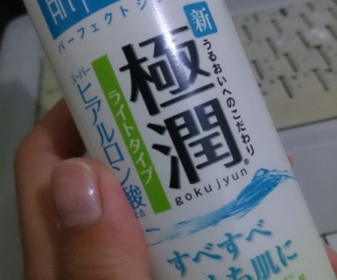 パーフェクトシ
新
うるおいへのこだわり
極潤®
gokujyun
ライトタイプ
スーパー
ヒアルロン酸
すべすべ
肌に